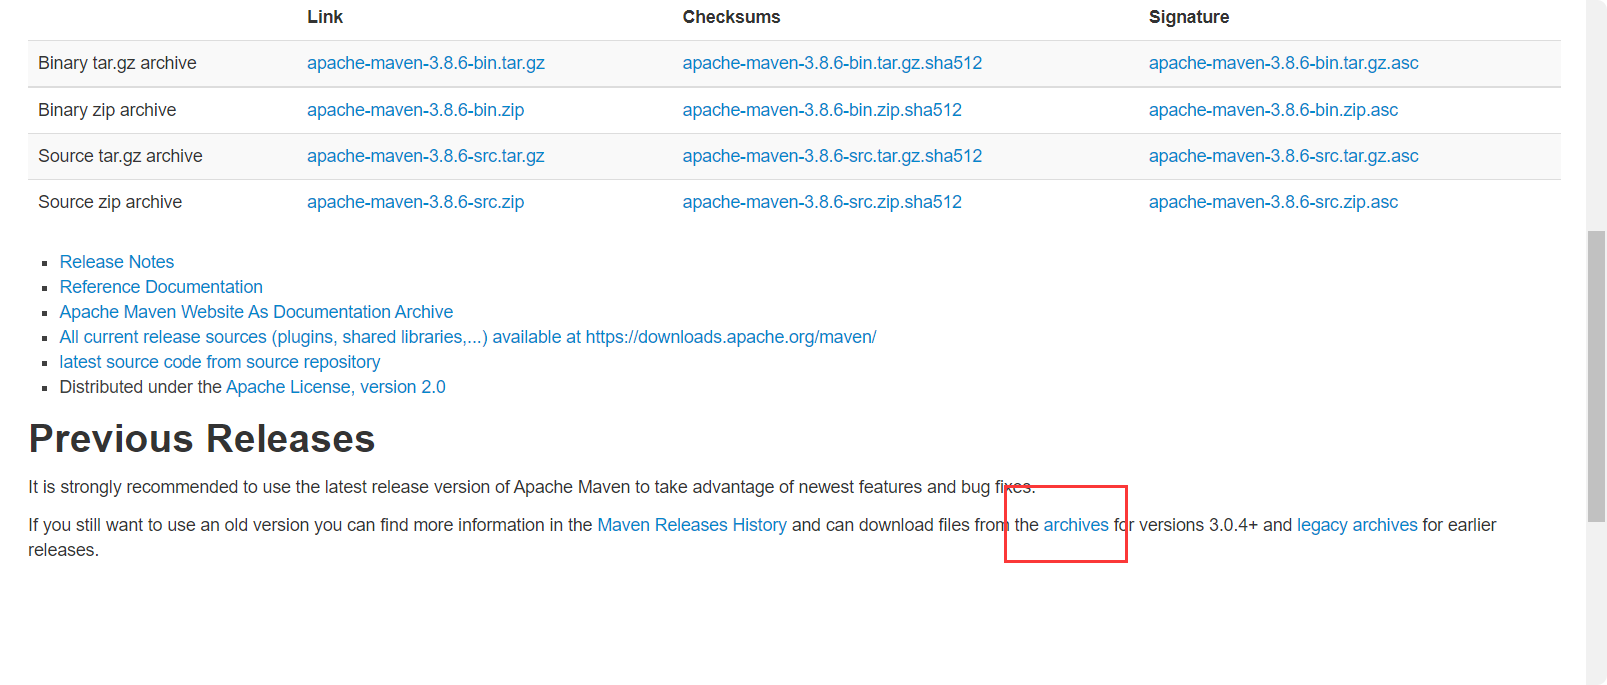 Link Checksums Signature
Binary tar.gz archive apache-maven-3.8.6-bin.tar.gz apache-maven-3.8.6-bin.tar.gz.sha512 apache-maven-3.8.6-bin.tar.gz.asc
Binary zip archive apache-maven-3.8.6-bin.zip apache-maven-3.8.6-bin.zip.sha512 apache-maven-3.8.6-bin.zip.asc
Source tar.gz archive apache-maven-3.8.6-src.tar.gz apache-maven-3.8.6-src.tar.gz.sha512 apache-maven-3.8.6-src.tar.gz.asc
Source zip archive apache-maven-3.8.6-src.zip apache-maven-3.8.6-src.zip.sha512 apache-maven-3.8.6-src.zip.asc
Release Notes
Reference Documentation
Apache Maven Website As Documentation Archive
All current release sources (plugins, shared libraries,...) available at https://downloads.apache.org/maven/
latest source code from source repository
Distributed under the Apache License, version 2.0
Previous Releases
It is strongly recommended to use the latest release version of Apache Maven to take advantage of newest features and bug fixes.
If you still want to use an old version you can find more information in the Maven Releases History and can download files from the archives for versions 3.0.4+ and legacy archives for earlier
releases.